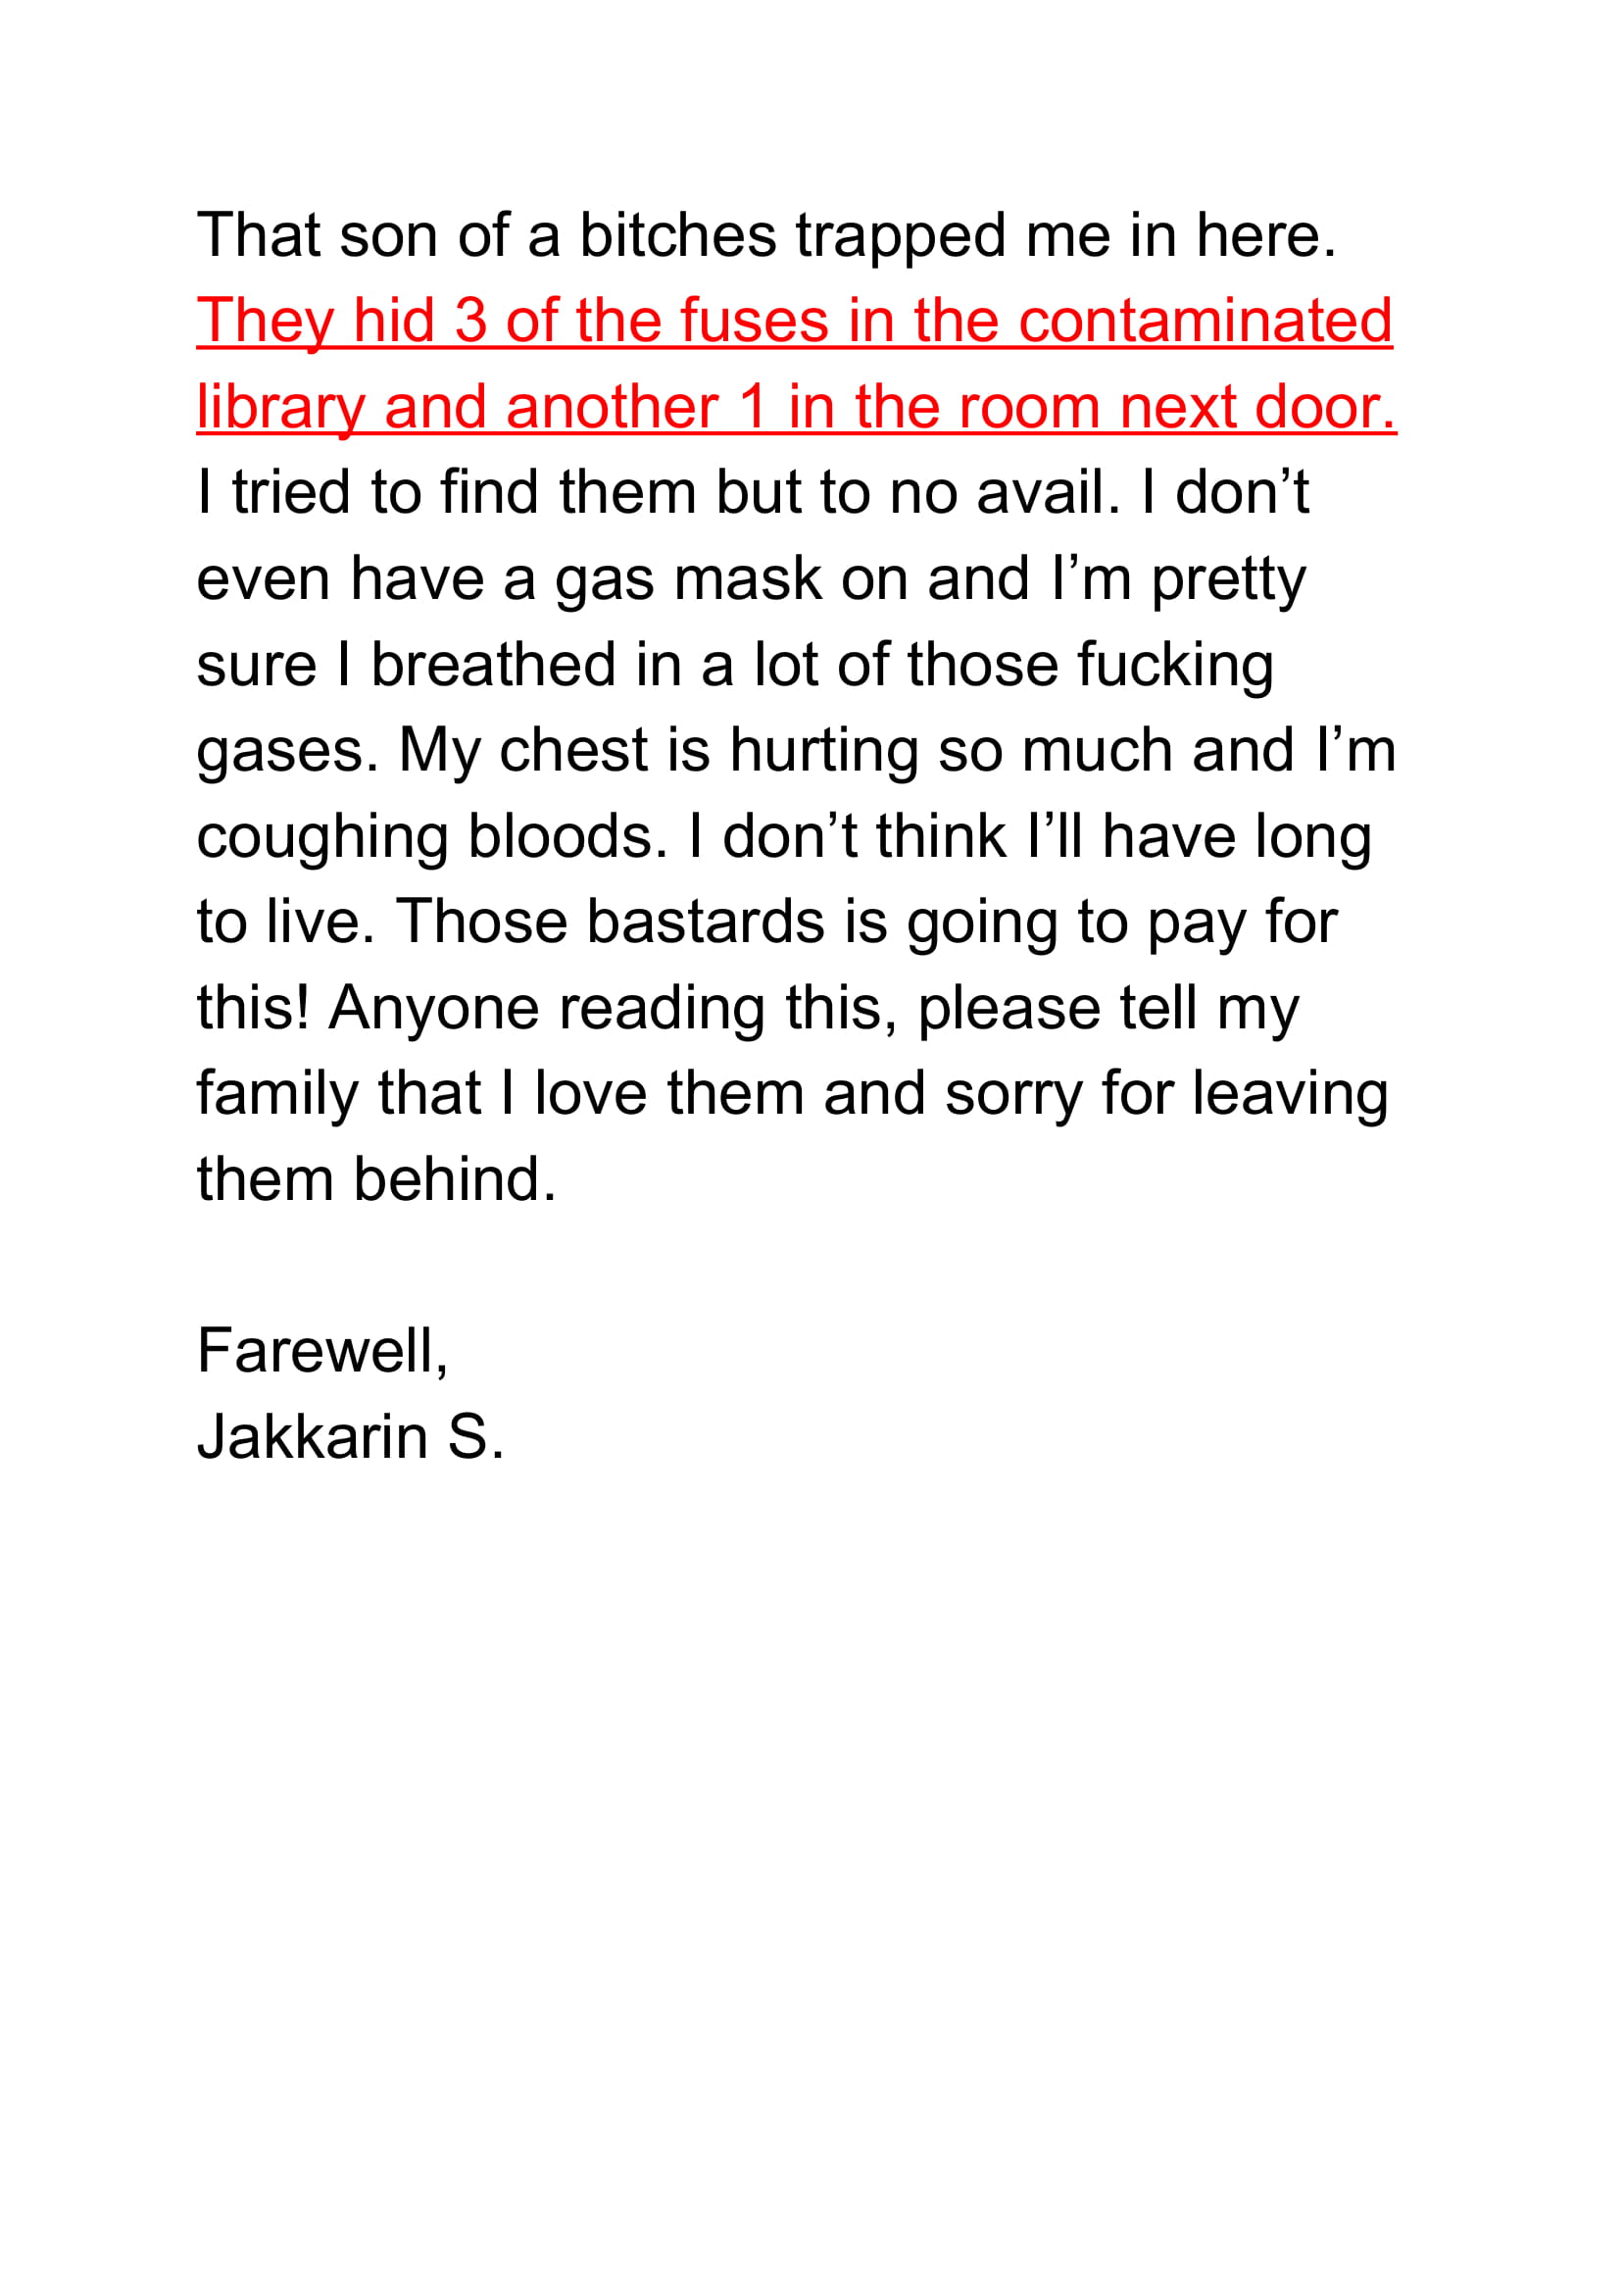 That son of a bitches trapped me in here.
They hid 3 of the fuses in the contaminated
library and another 1 in the room next door.
I tried to find them but to no avail. I don’t
even have a gas mask on and I’m pretty
sure I breathed in a lot of those fucking
gases. My chest is hurting so much and I’m
coughing bloods. I don’t think I’ll have long
to live. Those bastards is going to pay for
this! Anyone reading this, please tell my
family that I love them and sorry for leaving
them behind.
Farewell,
Jakkarin S.